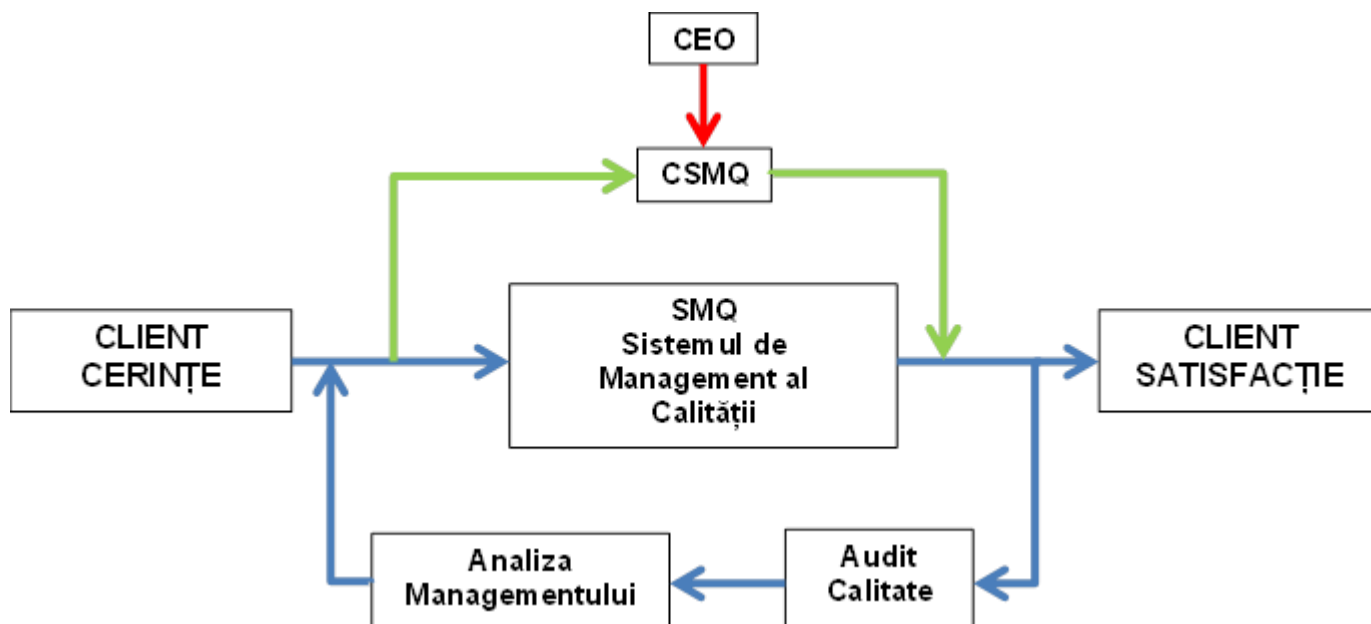 CEO
CSMQ
CLIENT
CERINȚE
SMQ
Sistemul de
Management al
Calității
CLIENT
SATISFACȚIE
Analiza
Managementului
Audit
Calitate